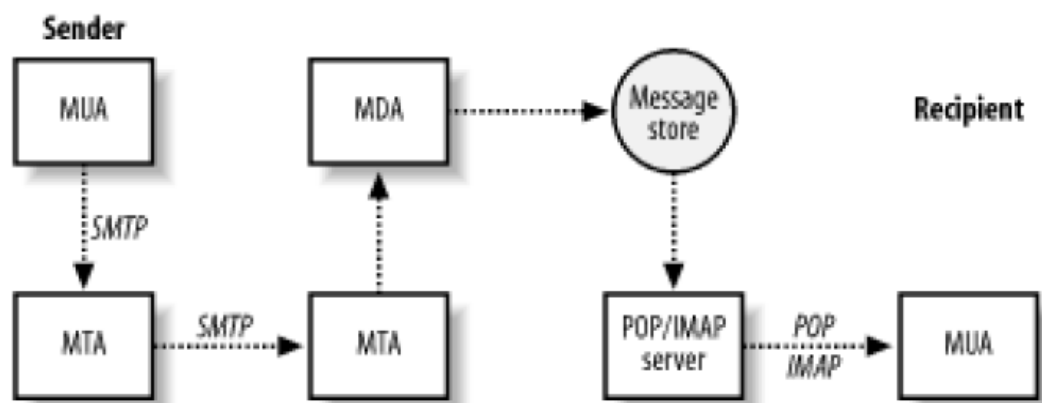 Sender
MUA
MDA
Message
store
Recipient
SMTP
MTA
SMTP
MTA
POP/IMAP
server
POP
IMAP
MUA